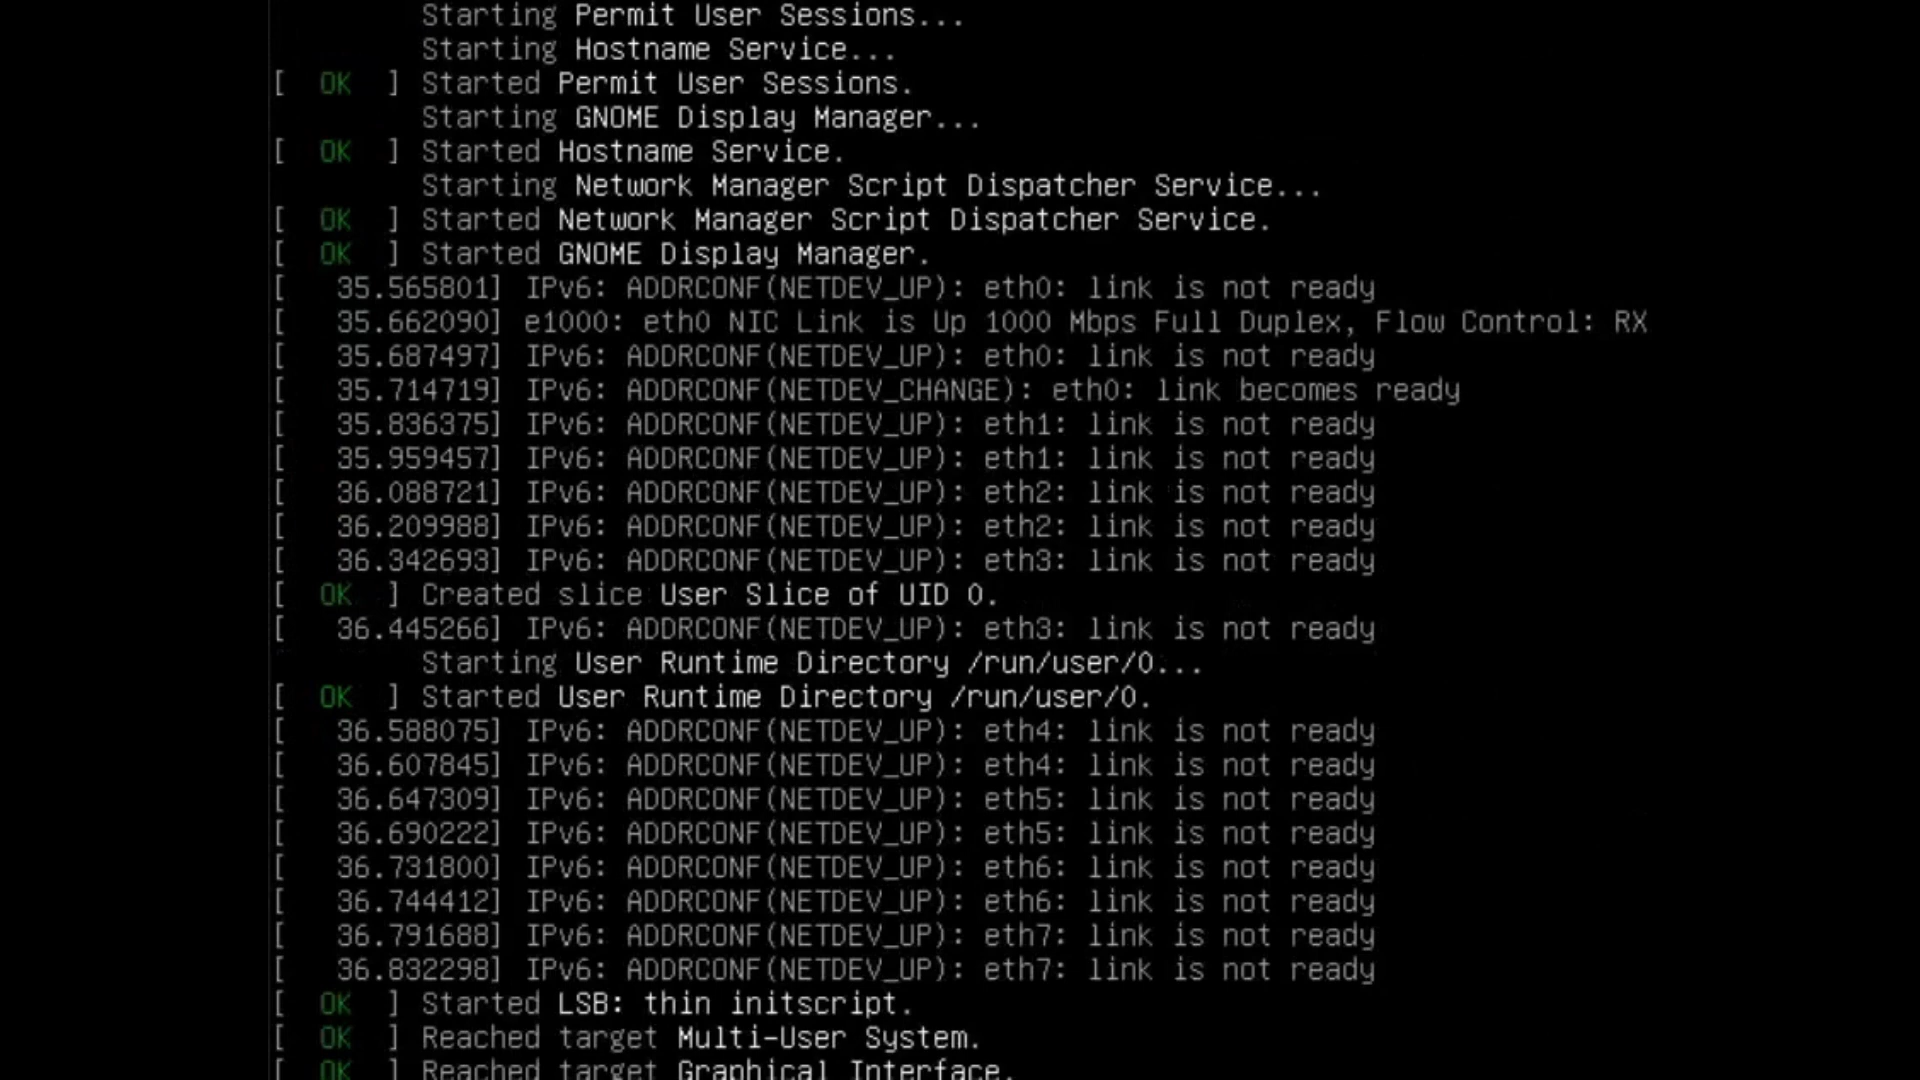 Starting Permit User Sessions...
Starting Hostname Service...
[  OK  ] Started Permit User Sessions.
Starting GNOME Display Manager...
[  OK  ] Started Hostname Service.
Starting Network Manager Script Dispatcher Service...
[  OK  ] Started Network Manager Script Dispatcher Service.
[  OK  ] Started GNOME Display Manager.
[   35.565801] IPv6: ADDRCONF(NETDEV_UP): eth0: link is not ready
[   35.662090] e1000: eth0 NIC Link is Up 1000 Mbps Full Duplex, Flow Control: RX
[   35.687497] IPv6: ADDRCONF(NETDEV_UP): eth0: link is not ready
[   35.714719] IPv6: ADDRCONF(NETDEV_CHANGE): eth0: link becomes ready
[   35.836375] IPv6: ADDRCONF(NETDEV_UP): eth1: link is not ready
[   35.959457] IPv6: ADDRCONF(NETDEV_UP): eth1: link is not ready
[   36.088721] IPv6: ADDRCONF(NETDEV_UP): eth2: link is not ready
[   36.209988] IPv6: ADDRCONF(NETDEV_UP): eth2: link is not ready
[   36.342693] IPv6: ADDRCONF(NETDEV_UP): eth3: link is not ready
[  OK  ] Created slice User Slice of UID 0.
[   36.445266] IPv6: ADDRCONF(NETDEV_UP): eth3: link is not ready
Starting User Runtime Directory /run/user/0...
[  OK  ] Started User Runtime Directory /run/user/0.
[   36.588075] IPv6: ADDRCONF(NETDEV_UP): eth4: link is not ready
[   36.607845] IPv6: ADDRCONF(NETDEV_UP): eth4: link is not ready
[   36.647309] IPv6: ADDRCONF(NETDEV_UP): eth5: link is not ready
[   36.690222] IPv6: ADDRCONF(NETDEV_UP): eth5: link is not ready
[   36.731800] IPv6: ADDRCONF(NETDEV_UP): eth6: link is not ready
[   36.744412] IPv6: ADDRCONF(NETDEV_UP): eth6: link is not ready
[   36.791688] IPv6: ADDRCONF(NETDEV_UP): eth7: link is not ready
[   36.832298] IPv6: ADDRCONF(NETDEV_UP): eth7: link is not ready
[  OK  ] Started LSB: thin initscript.
[  OK  ] Reached target Multi-User System.
[  OK  ] Reached target Graphical Interface.